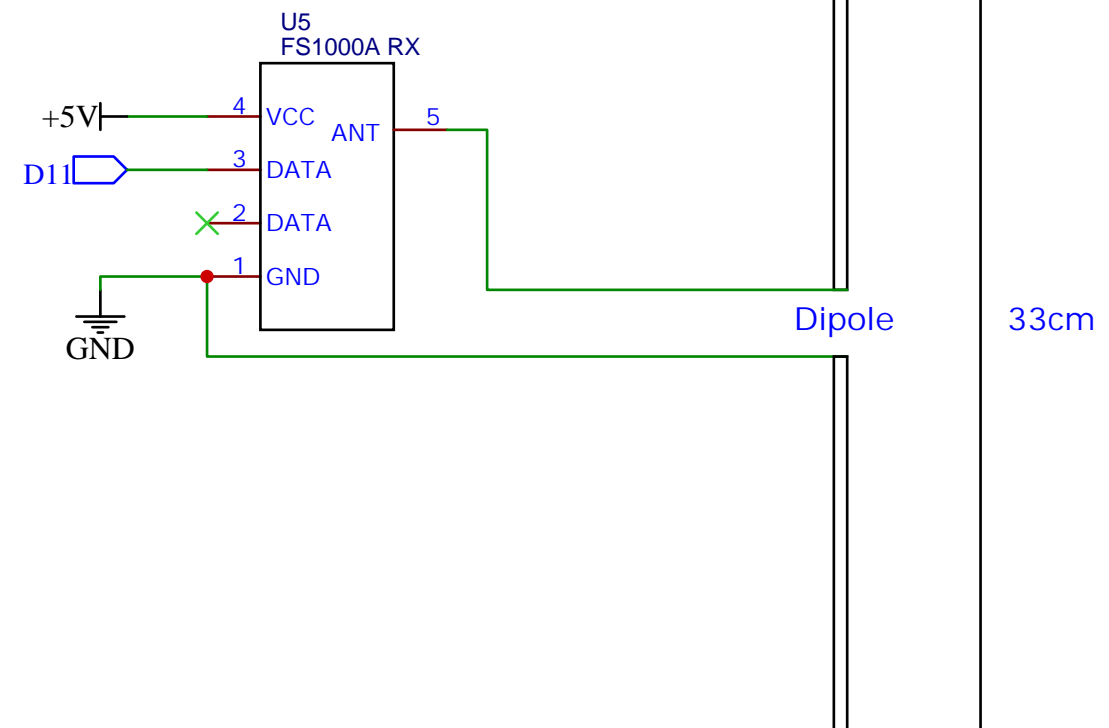 U5
FS1000A RX
+5V
4
VCC
ANT
5
D11
3
DATA
2
DATA
1
GND
GND
Dipole
33cm